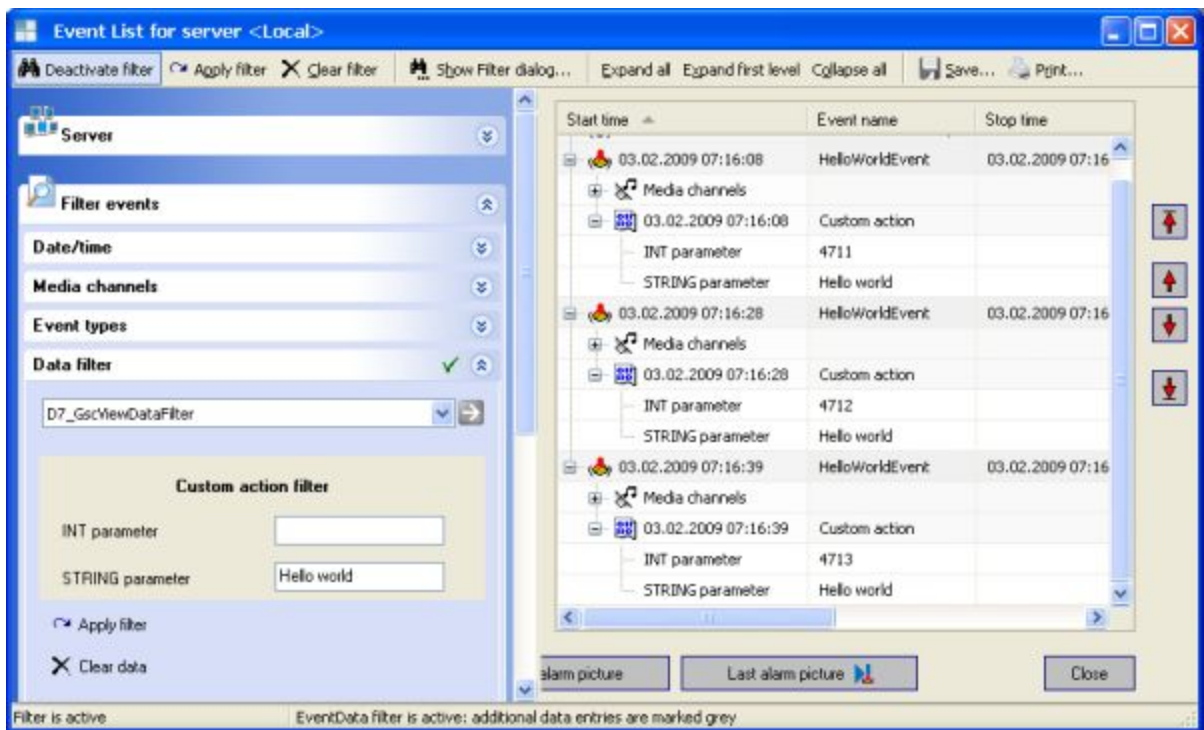 Event List for server <Local>
Deactivate filter Apply filter Clear filter Show Filter dialog... Expand all Expand first level Collapse all Save... Print...
Server
Filter events
Date/time
Media channels
Event types
Data filter
D7_GscViewDataFilter
Custom action filter
INT parameter
STRING parameter Hello world
Apply filter
Clear data
Start time Event name Stop time
03.02.2009 07:16:08 HelloWorldEvent 03.02.2009 07:16
Media channels
03.02.2009 07:16:08 Custom action
INT parameter 4711
STRING parameter Hello world
03.02.2009 07:16:28 HelloWorldEvent 03.02.2009 07:16
Media channels
03.02.2009 07:16:28 Custom action
INT parameter 4712
STRING parameter Hello world
03.02.2009 07:16:39 HelloWorldEvent 03.02.2009 07:16
Media channels
03.02.2009 07:16:39 Custom action
INT parameter 4713
STRING parameter Hello world
alarm picture Last alarm picture Close
Filter is active EventData filter is active: additional data entries are marked grey